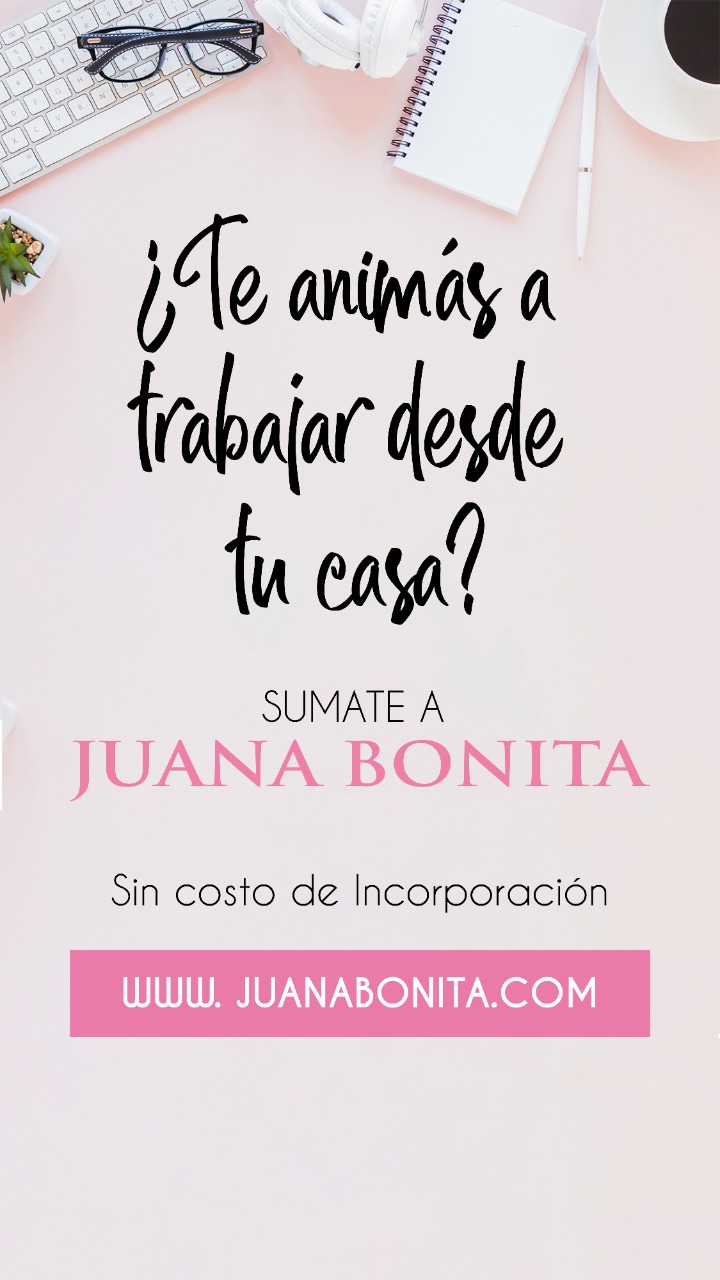 ¿Te animás a
trabajar desde
tu casa?
SUMATE A
JUANA BONITA
Sin costo de Incorporación
WWW. JUANABONITA.COM